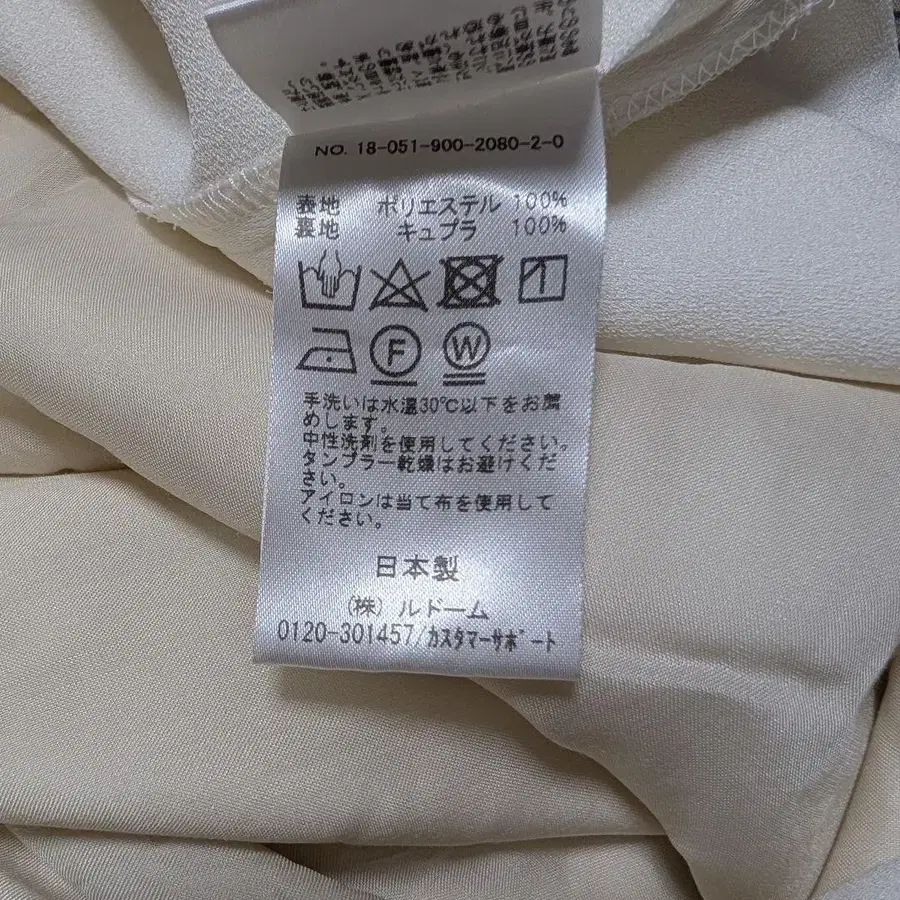 NO. 18-051-900-2080-2-0
表地 ポリエステル 100%
裏地 キュプラ 100%
F W
手洗いは水温30℃以下をお薦
めします。
中性洗剤を使用してください。
タンブラー乾燥はお避けくだ
さい。
アイロンは当て布を使用して
ください。
日本製
(株) ルドーム
0120-301457/カスタマーサポート